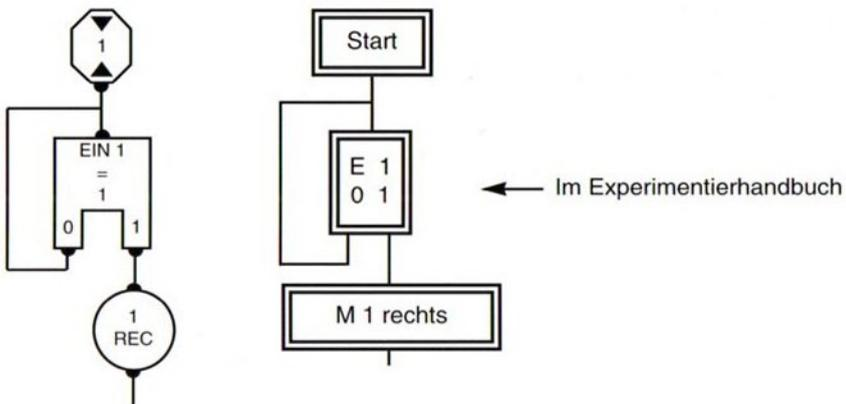 1
EIN 1
=
1
0 1
1
REC
Start
E 1
0 1
M 1 rechts
Im Experimentierhandbuch